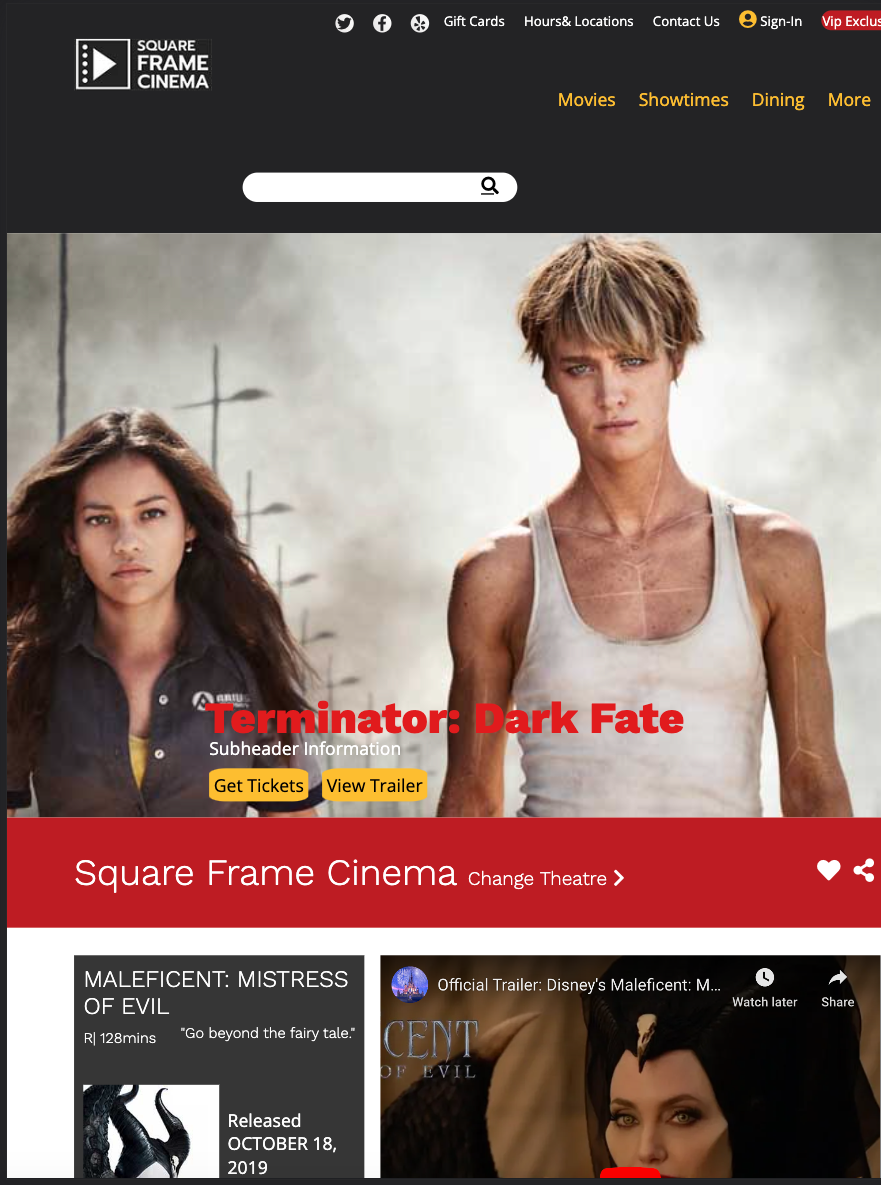 Gift Cards Hours& Locations Contact Us Sign-In Vip Exclus
SQUARE
FRAME
CINEMA
Movies Showtimes Dining More
Terminator: Dark Fate
Subheader Information
Get Tickets View Trailer
Square Frame Cinema Change Theatre
MALEFICENT: MISTRESS
OF EVIL
R| 128mins "Go beyond the fairy tale."
Released
OCTOBER 18,
2019
Official Trailer: Disney's Maleficent: M...
Watch later Share
CENT
OF EVIL